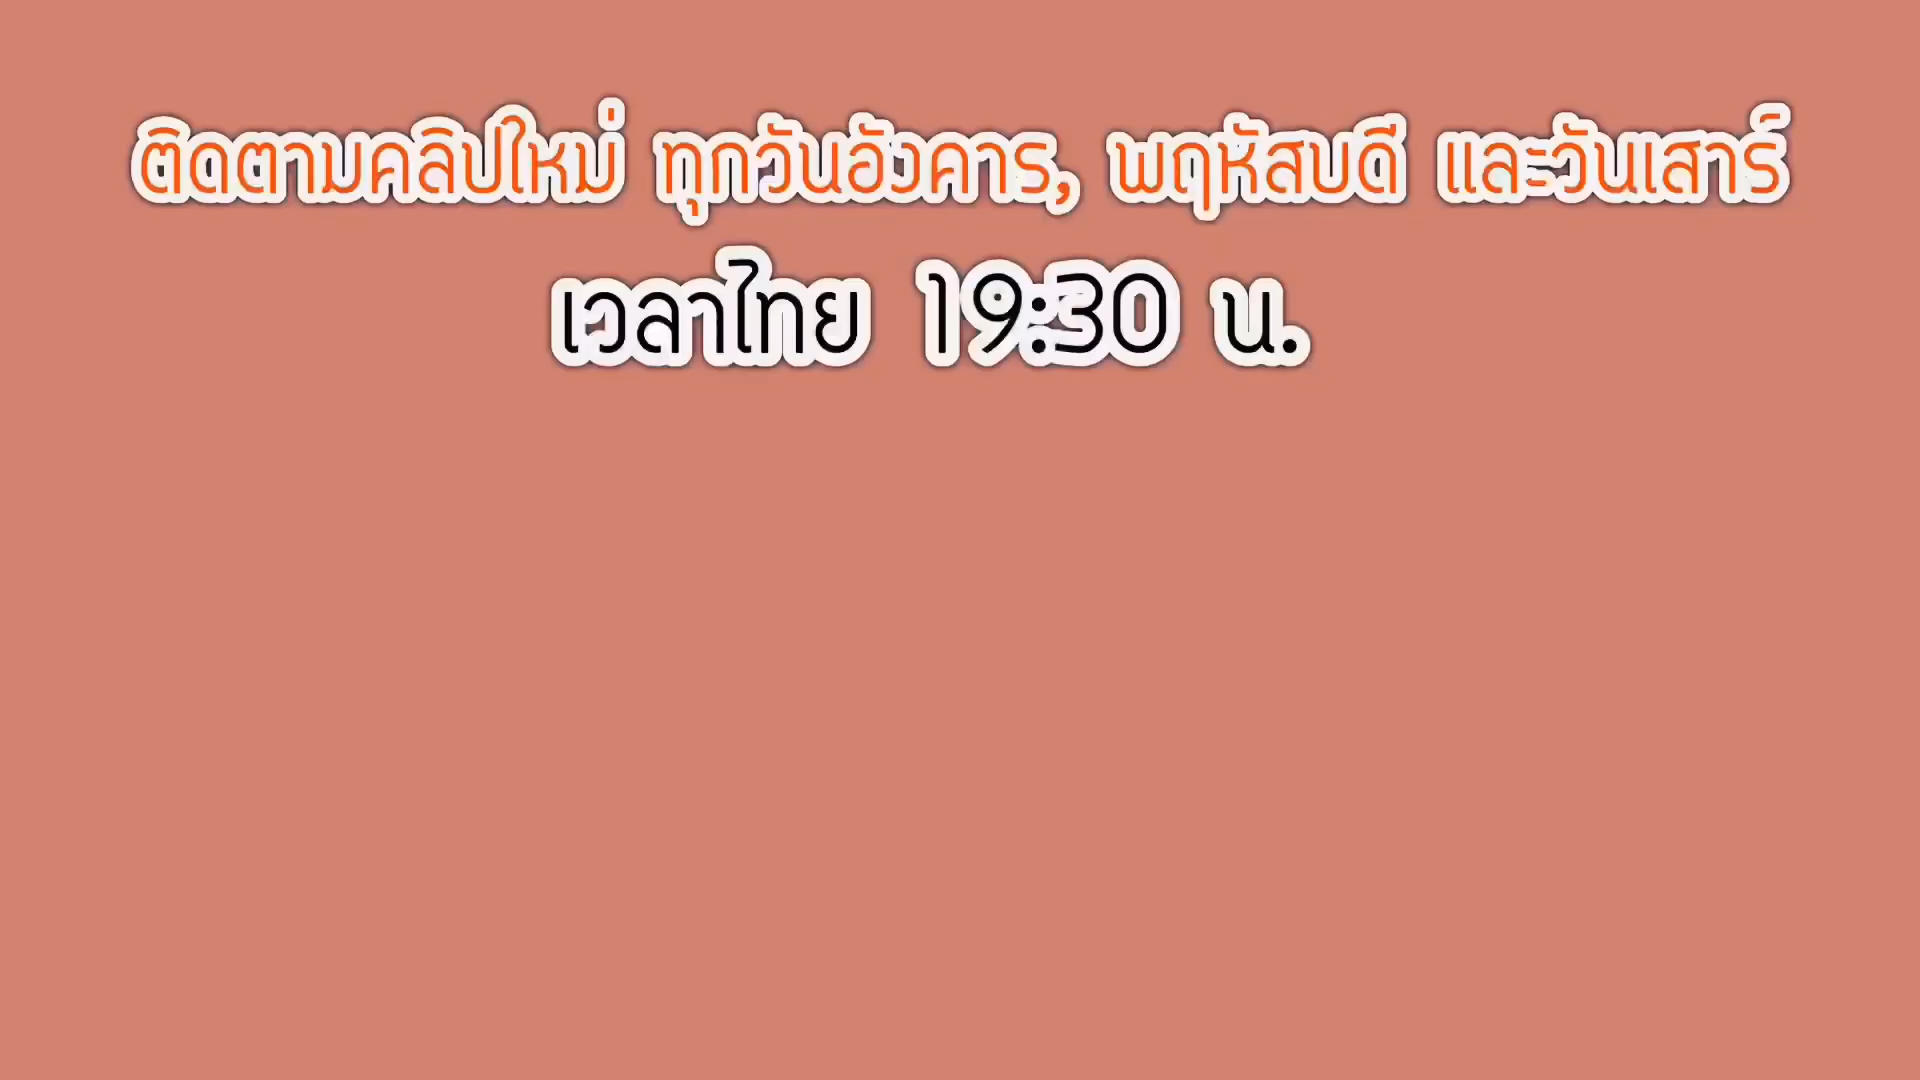 ติดตามคลิปใหม่ ทุกวันอังคาร, พฤหัสบดี และวันเสาร์
เวลาไทย 19:30 น.